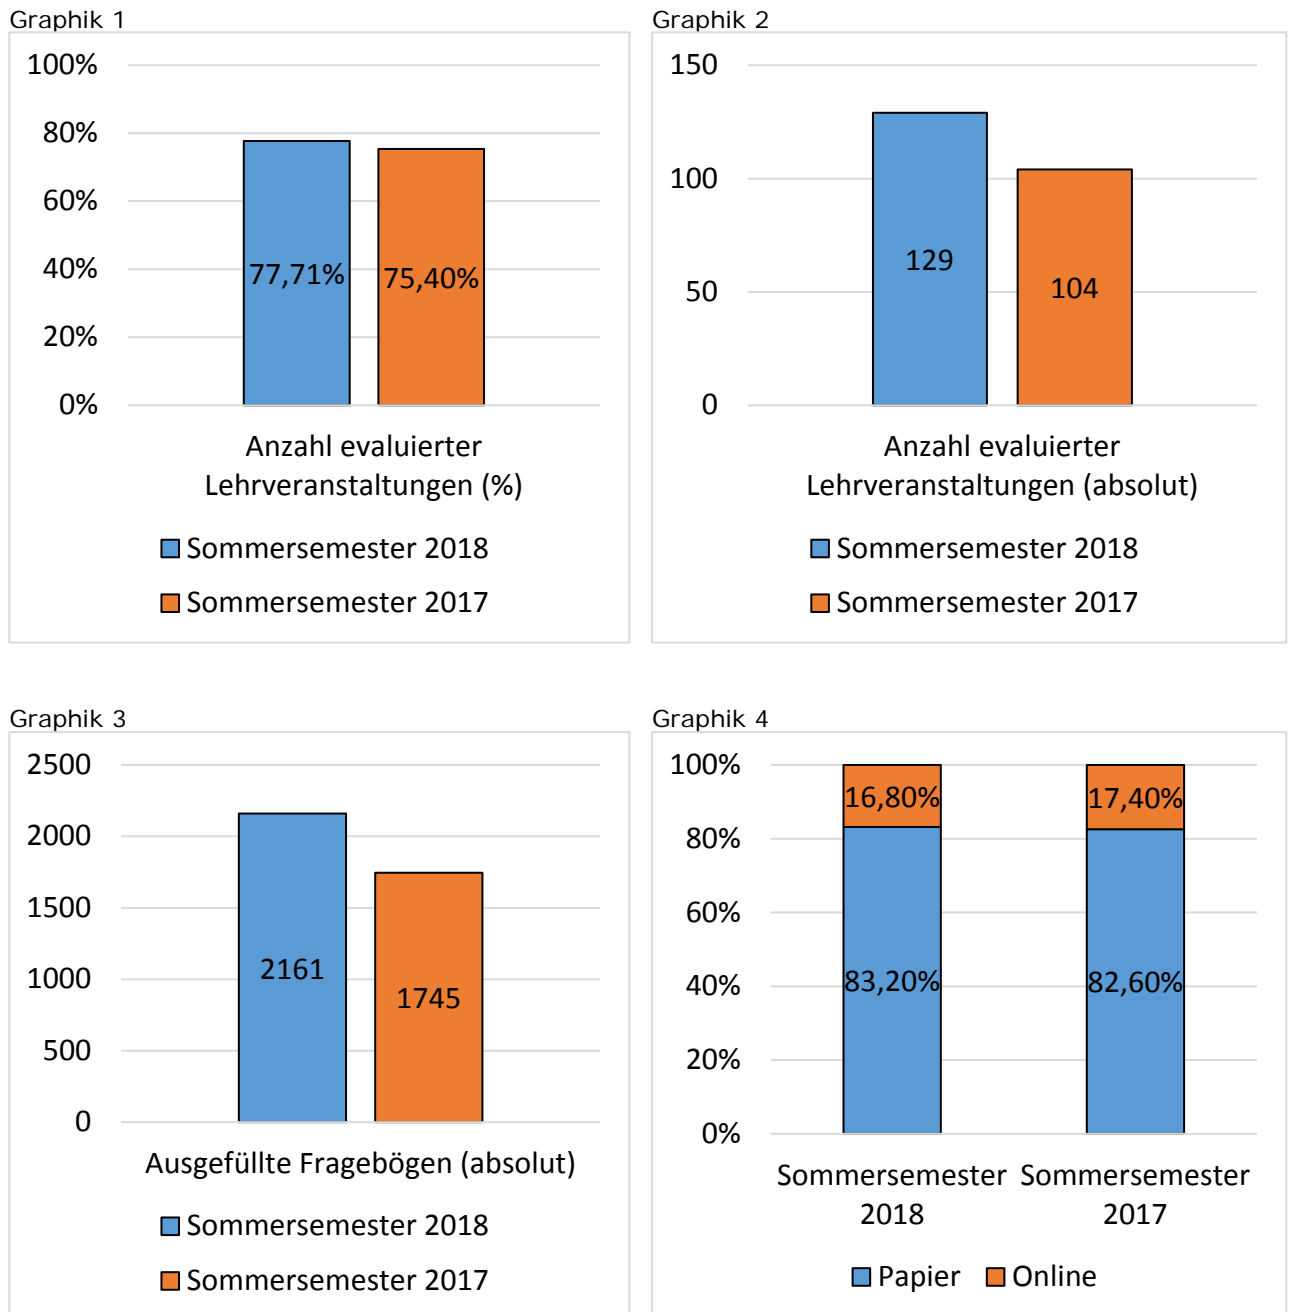 Graphik 1
100%
80%
60%
40%
20%
0%
77,71%
75,40%
Anzahl evaluierter
Lehrveranstaltungen (%)
Sommersemester 2018
Sommersemester 2017
Graphik 2
150
100
50
0
129
104
Anzahl evaluierter
Lehrveranstaltungen (absolut)
Sommersemester 2018
Sommersemester 2017
Graphik 3
2500
2000
1500
1000
500
0
2161
1745
Ausgefüllte Fragebögen (absolut)
Sommersemester 2018
Sommersemester 2017
Graphik 4
100%
80%
60%
40%
20%
0%
16,80%
17,40%
83,20%
82,60%
Sommersemester
2018
Sommersemester
2017
Papier
Online